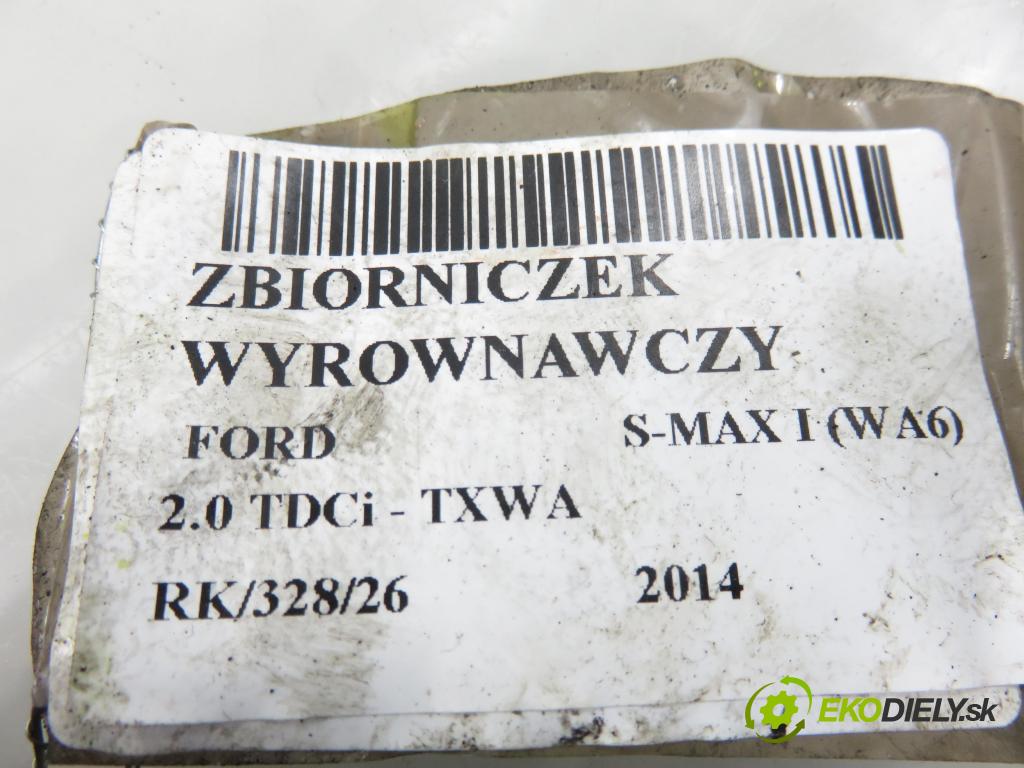 ZBIORNICZEK
WYROWNAWCZY
FORD S-MAX I (WA6)
2.0 TDCi - TXWA
RK/328/26 2014
EKODIELY.sk